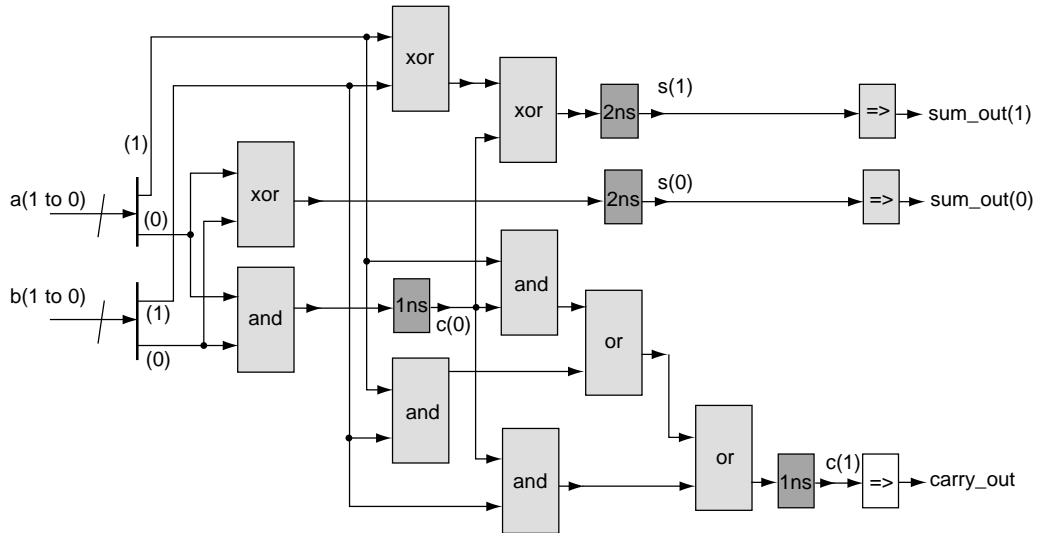 xor
xor
2ns
s(1)
=>
sum_out(1)
(1)
a(1 to 0)
(0)
xor
2ns
s(0)
=>
sum_out(0)
b(1 to 0)
(1)
(0)
and
1ns
c(0)
and
or
and
and
or
1ns
c(1)
=>
carry_out